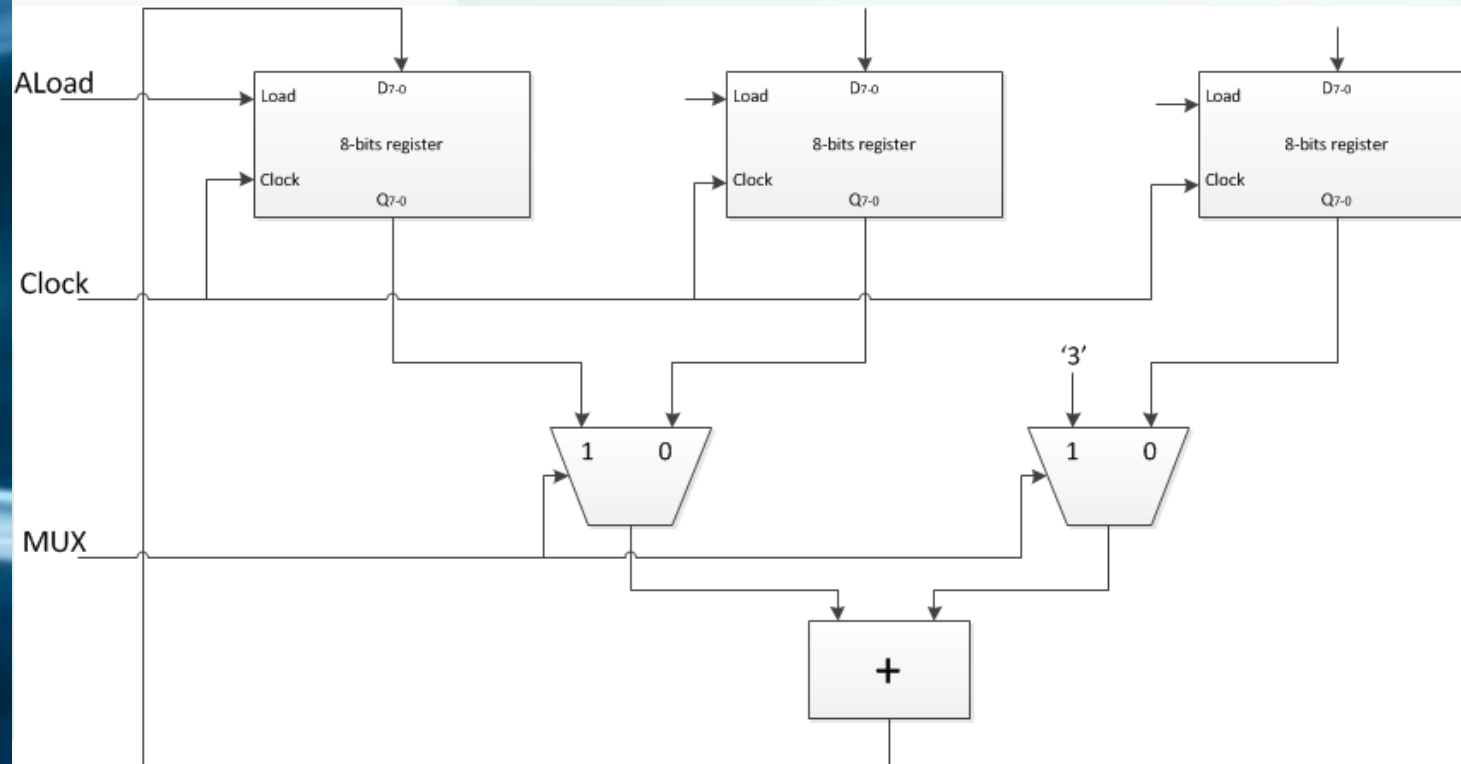 ALoad
Load
D7-0
8-bits register
Clock
Q7-0
Load
D7-0
8-bits register
Clock
Q7-0
Load
D7-0
8-bits register
Clock
Q7-0
Clock
'3'
1 0
1 0
MUX
+